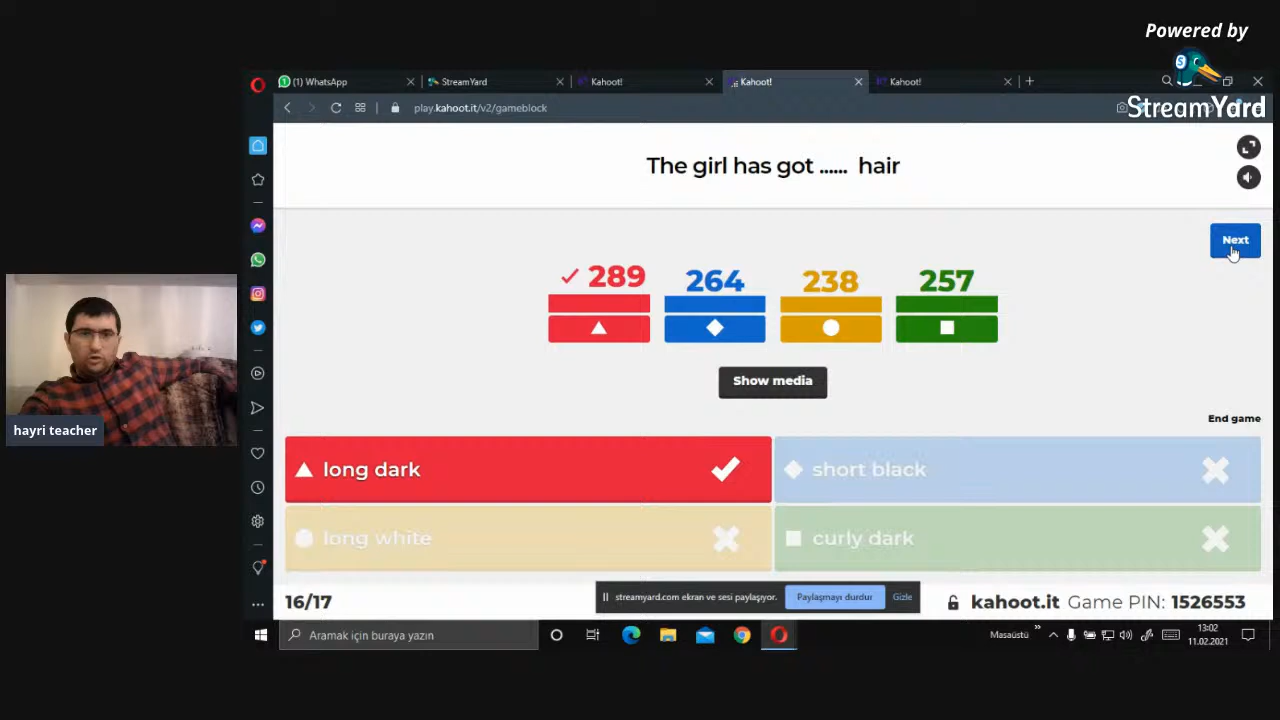 Powered by
StreamYard
(1) WhatsApp
StreamYard
Kahoot!
Kahoot!
Kahoot!
play.kahoot.it/v2/gameblock
The girl has got ...... hair
Next
289
264
238
257
Show media
End game
long dark
short black
long white
curly dark
hayri teacher
streamyard.com ekran ve sesi paylaşıyor.
Paylaşmayı durdur
Gizle
16/17
kahoot.it Game PIN: 1526553
Aramak için buraya yazın
Masaüstü
13:02
11.02.2021